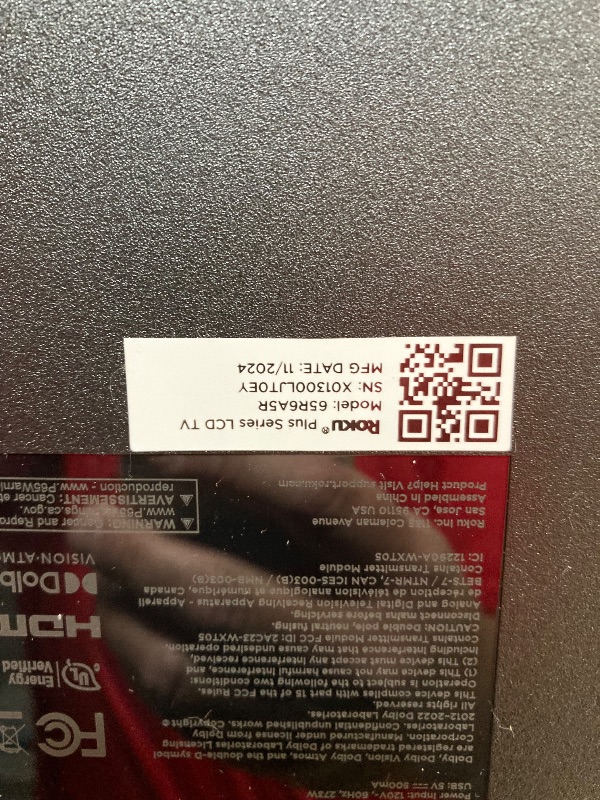 Power Input: 120V~, 60Hz, 273W
USB: 5V ⎓ 500mA
Dolby, Dolby Vision, Dolby Atmos, and the double-D symbol
are registered trademarks of Dolby Laboratories Licensing
Corporation. Manufactured under license from Dolby
Laboratories. Confidential unpublished works. Copyright ©
2012-2022 Dolby Laboratories.
All rights reserved.
This device complies with part 15 of the FCC Rules.
Operation is subject to the following two conditions:
(1) This device may not cause harmful interference, and
(2) This device must accept any interference received,
including interference that may cause undesired operation.
Contains Transmitter Module FCC ID: 2AC23-WXT05
CAUTION: Double pole, neutral fusing.
Disconnect mains before servicing.
Analog and Digital Television Receiving Apparatus - Appareil
de réception de télévision analogique et numérique, Canada
BETS-7 / NTNR-7, CAN ICES-003(B) / NMB-003(B)
Contains Transmitter Module
IC: 12290A-WXT05
Roku Inc. / 1155 Coleman Avenue
San Jose, CA 95110 USA
Assembled in China
Product Help? Visit support.roku.com
FC
UL Energy
Verified
HDMI
Dolby
VISION·ATMOS
WARNING: Cancer and Repro
www.P65Warnings.ca.gov.
AVERTISSEMENT: Cancer et
reproduction - www.P65Warni
ROKU® Plus Series LCD TV
Model: 65R6A5R
SN: X01300LJT0EY
MFG DATE: 11/2024